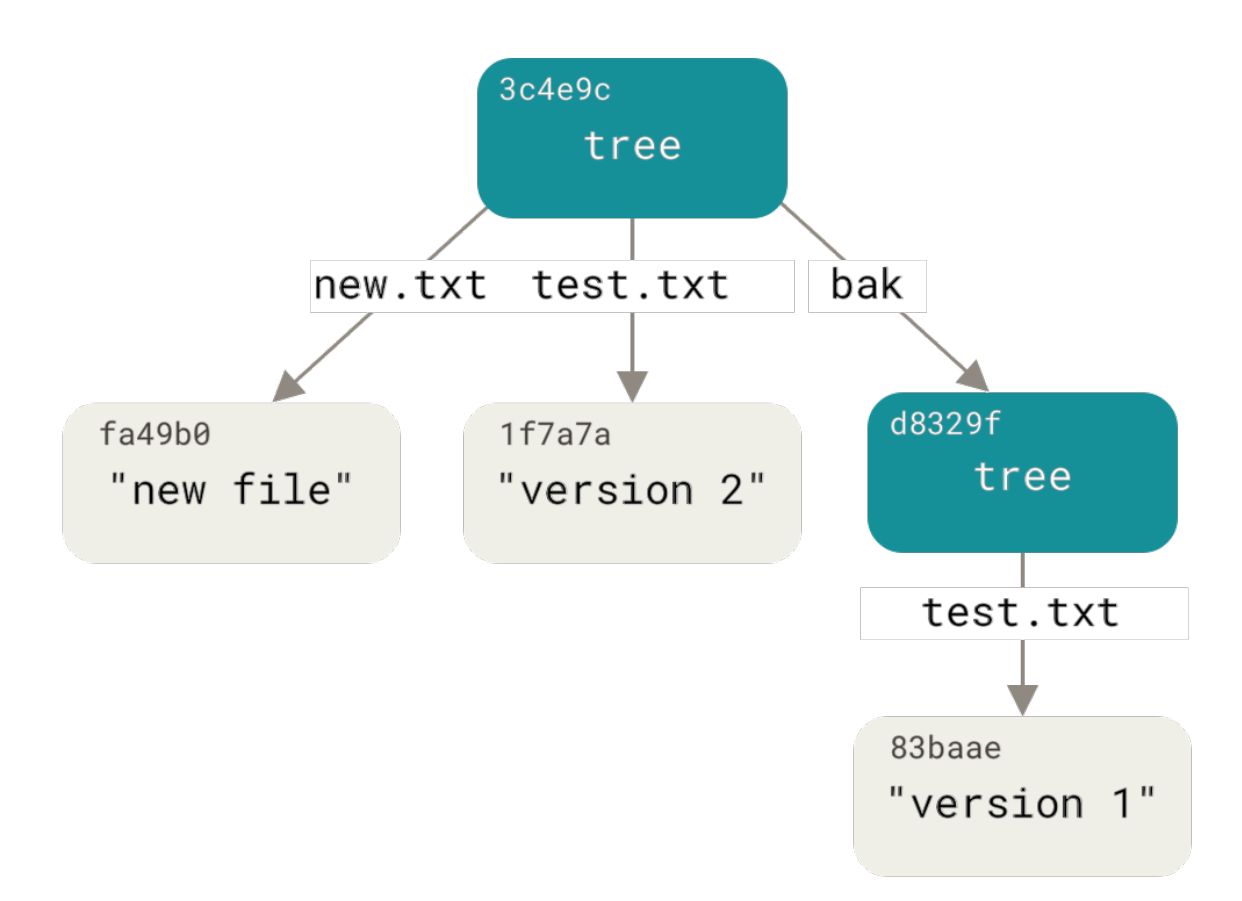 3c4e9c
tree
new.txt test.txt bak
fa49b0
"new file"
1f7a7a
"version 2"
d8329f
tree
test.txt
83baae
"version 1"